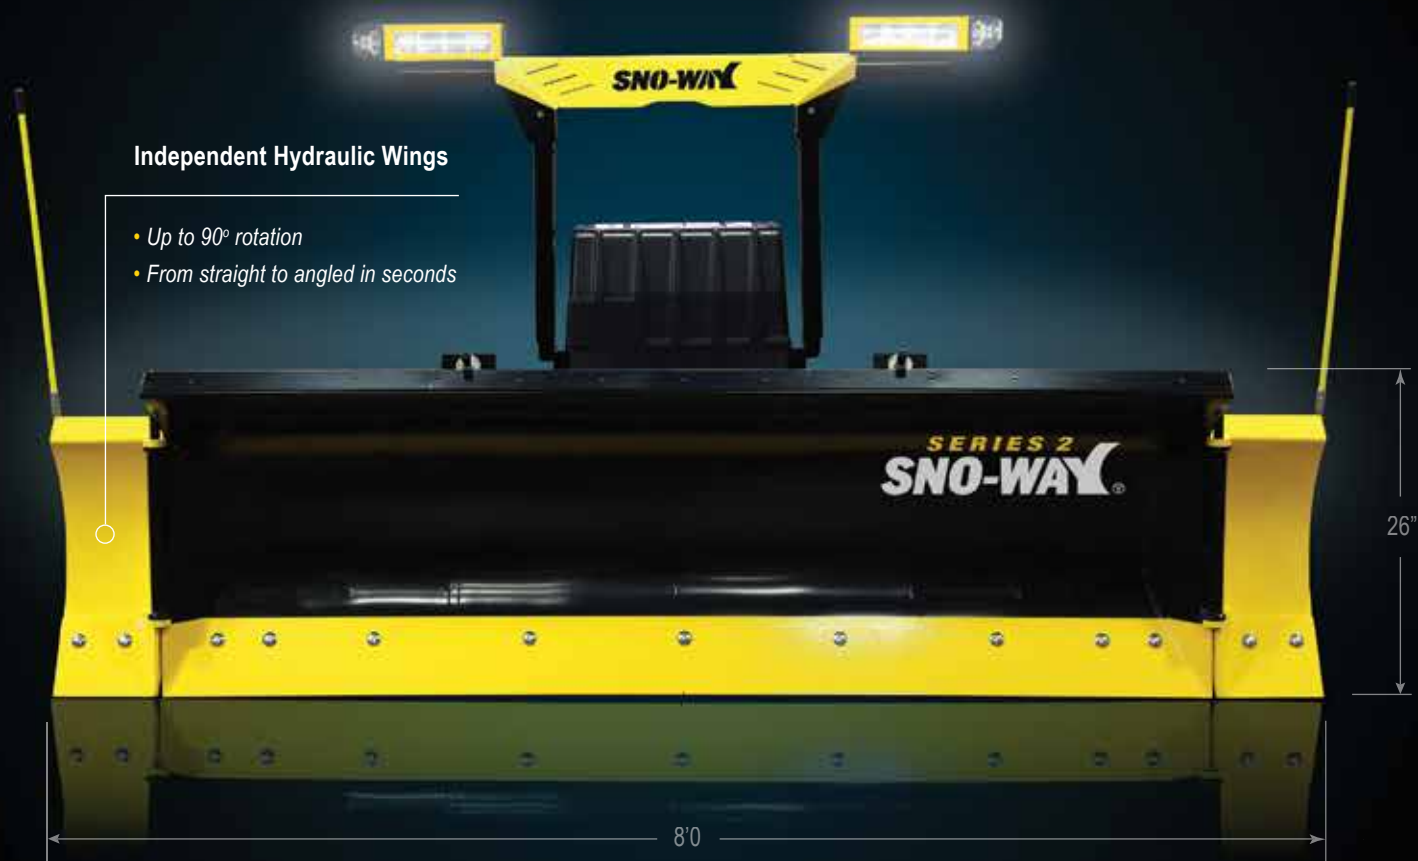 SNO-WAY
Independent Hydraulic Wings
• Up to 90° rotation
• From straight to angled in seconds
SERIES 2
SNO-WAY®
26"
8'0